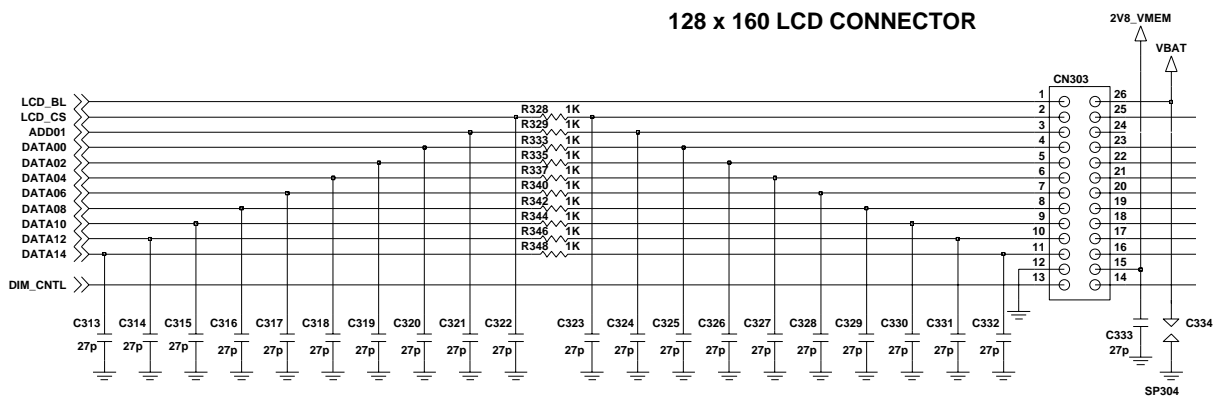 128 x 160 LCD CONNECTOR
2V8_VMEM
VBAT
CN303
LCD_BL 1 26
LCD_CS R328 1K 2 25
ADD01 R329 1K 3 24
DATA00 R333 1K 4 23
DATA02 R335 1K 5 22
DATA04 R337 1K 6 21
DATA06 R340 1K 7 20
DATA08 R342 1K 8 19
DATA10 R344 1K 9 18
DATA12 R346 1K 10 17
DATA14 R348 1K 11 16
12 15
DIM_CNTL 13 14
C313 C314 C315 C316 C317 C318 C319 C320 C321 C322 C323 C324 C325 C326 C327 C328 C329 C330 C331 C332 C334
27p 27p 27p 27p 27p 27p 27p 27p 27p 27p 27p 27p 27p 27p 27p 27p 27p 27p 27p 27p
C333
27p
SP304